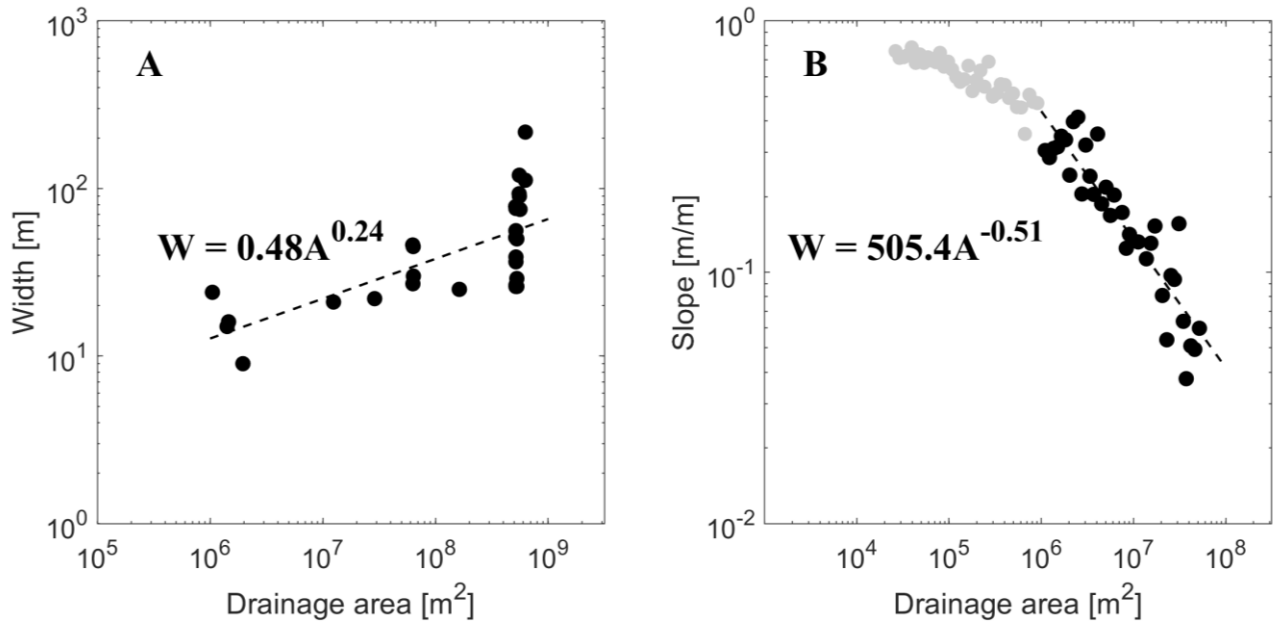 A
Width [m]
10^3
10^2
10^1
10^0
W = 0.48A^0.24
10^5
10^6
10^7
10^8
10^9
Drainage area [m^2]
B
Slope [m/m]
10^0
10^-1
10^-2
W = 505.4A^-0.51
10^4
10^5
10^6
10^7
10^8
Drainage area [m^2]